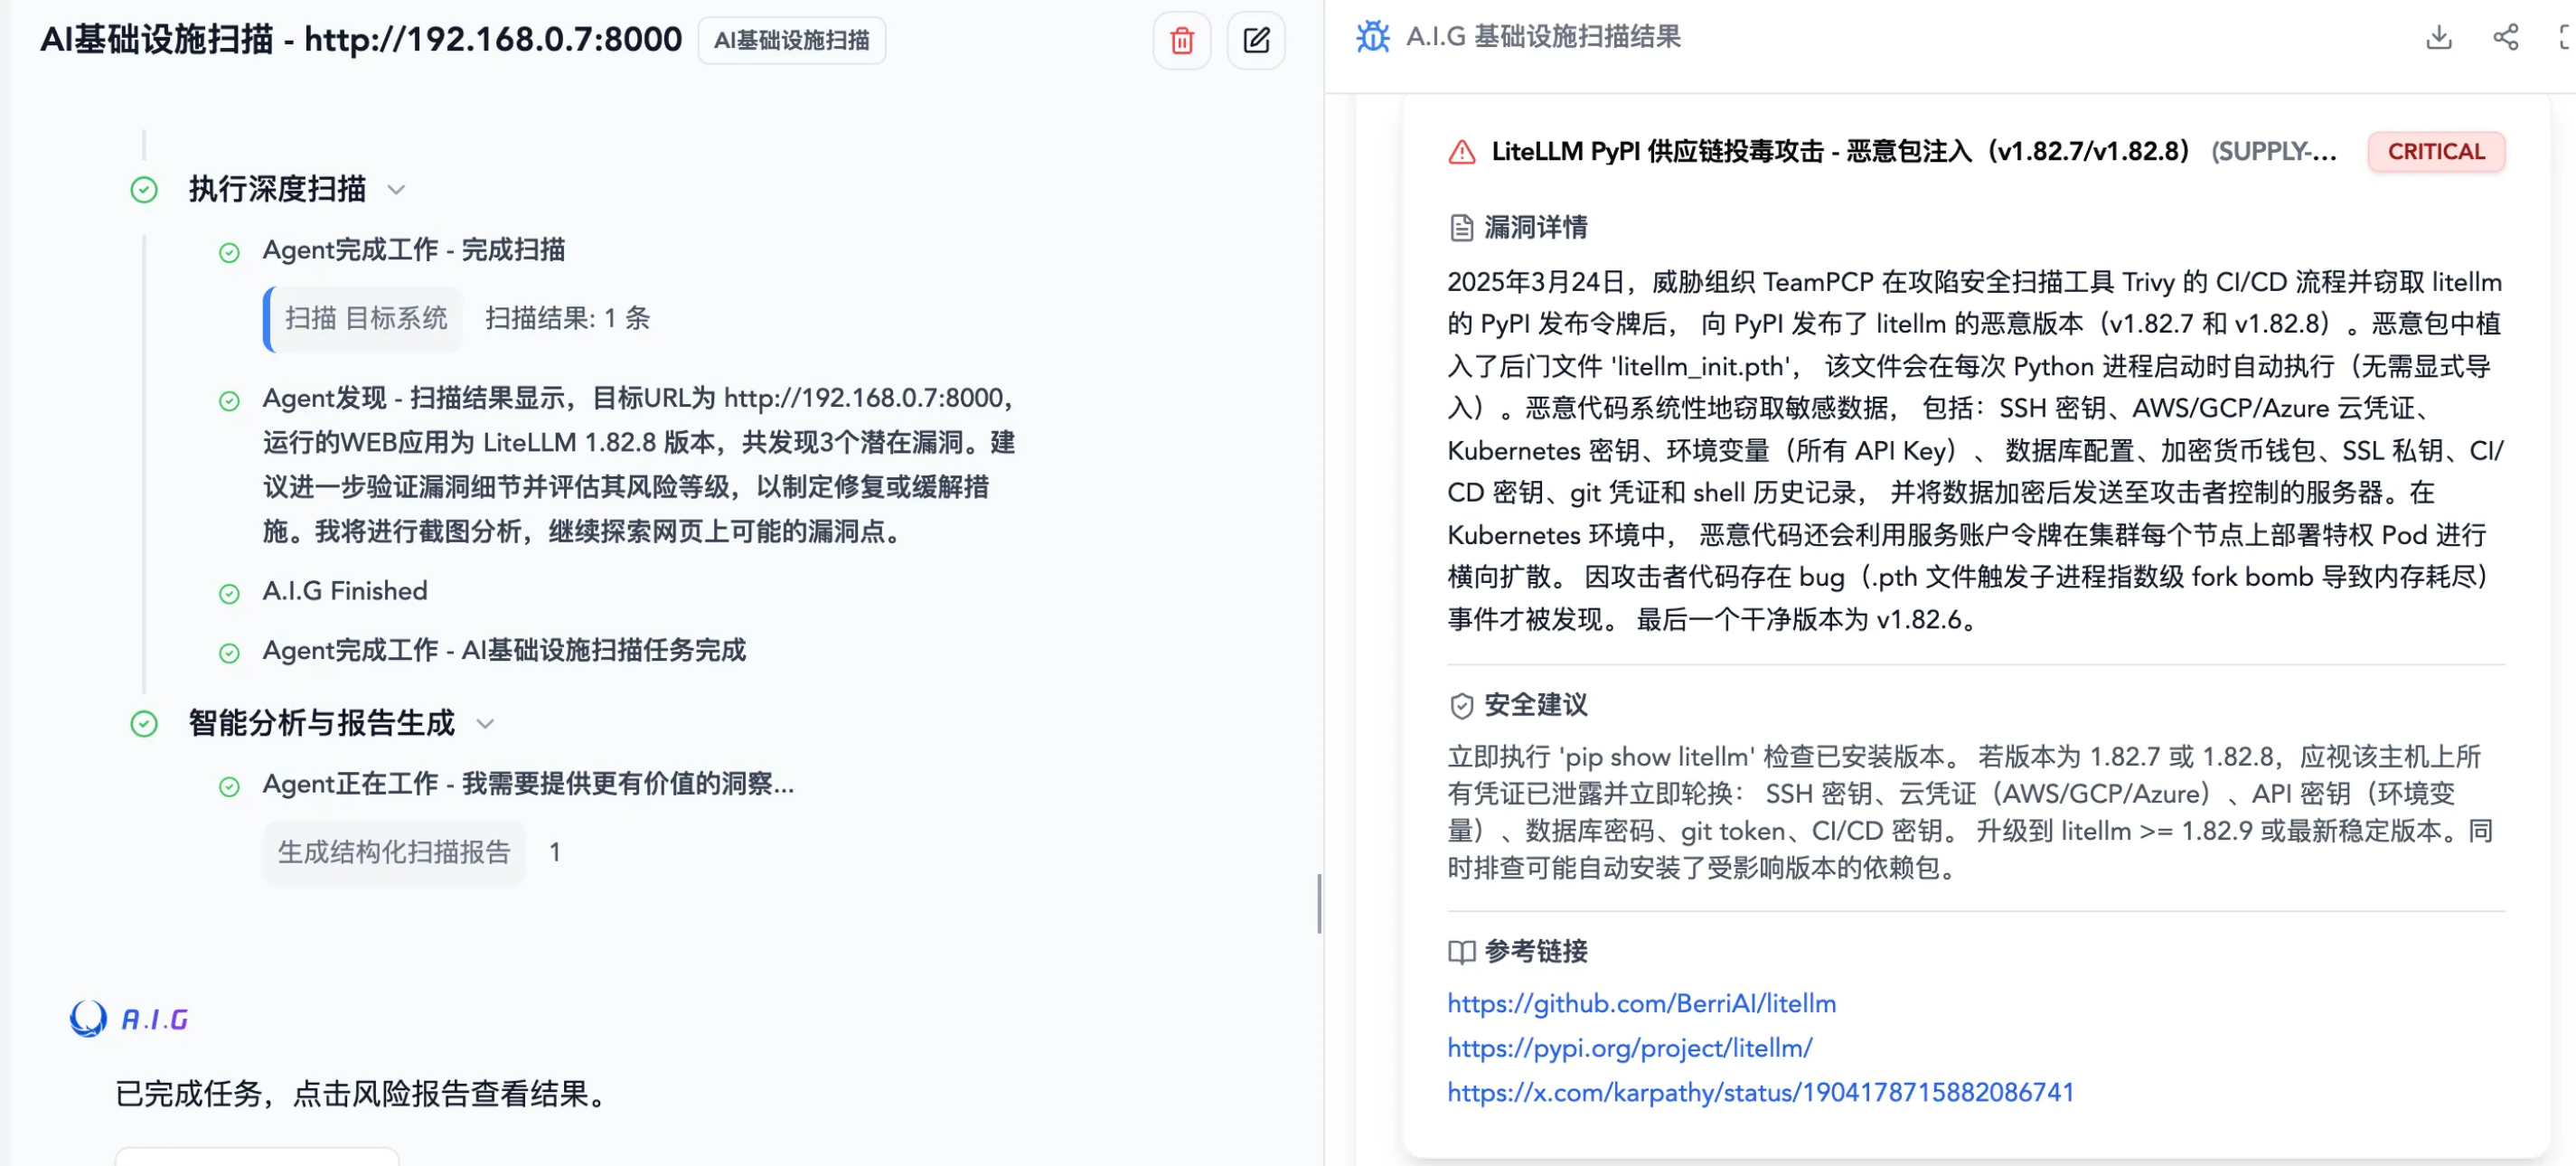 AI基础设施扫描 - http://192.168.0.7:8000
AI基础设施扫描
执行深度扫描
Agent完成工作 - 完成扫描
扫描 目标系统
扫描结果: 1 条
Agent发现 - 扫描结果显示，目标URL为 http://192.168.0.7:8000，
运行的WEB应用为 LiteLLM 1.82.8 版本，共发现3个潜在漏洞。建
议进一步验证漏洞细节并评估其风险等级，以制定修复或缓解措
施。我将进行截图分析，继续探索网页上可能的漏洞点。
A.I.G Finished
Agent完成工作 - AI基础设施扫描任务完成
智能分析与报告生成
Agent正在工作 - 我需要提供更有价值的洞察...
生成结构化扫描报告
1
A.I.G
已完成任务，点击风险报告查看结果。
A.I.G 基础设施扫描结果
LiteLLM PyPI 供应链投毒攻击 - 恶意包注入（v1.82.7/v1.82.8） (SUPPLY-...
CRITICAL
漏洞详情
2025年3月24日，威胁组织 TeamPCP 在攻陷安全扫描工具 Trivy 的 CI/CD 流程并窃取 litellm
的 PyPI 发布令牌后， 向 PyPI 发布了 litellm 的恶意版本（v1.82.7 和 v1.82.8）。恶意包中植
入了后门文件 'litellm_init.pth'， 该文件会在每次 Python 进程启动时自动执行（无需显式导
入）。恶意代码系统性地窃取敏感数据， 包括：SSH 密钥、AWS/GCP/Azure 云凭证、
Kubernetes 密钥、环境变量（所有 API Key）、 数据库配置、加密货币钱包、SSL 私钥、CI/
CD 密钥、git 凭证和 shell 历史记录， 并将数据加密后发送至攻击者控制的服务器。在
Kubernetes 环境中， 恶意代码还会利用服务账户令牌在集群每个节点上部署特权 Pod 进行
横向扩散。 因攻击者代码存在 bug（.pth 文件触发子进程指数级 fork bomb 导致内存耗尽）
事件才被发现。 最后一个干净版本为 v1.82.6。
安全建议
立即执行 'pip show litellm' 检查已安装版本。 若版本为 1.82.7 或 1.82.8，应视该主机上所
有凭证已泄露并立即轮换： SSH 密钥、云凭证（AWS/GCP/Azure）、API 密钥（环境变
量）、数据库密码、git token、CI/CD 密钥。 升级到 litellm >= 1.82.9 或最新稳定版本。同
时排查可能自动安装了受影响版本的依赖包。
参考链接
https://github.com/BerriAI/litellm
https://pypi.org/project/litellm/
https://x.com/karpathy/status/1904178715882086741